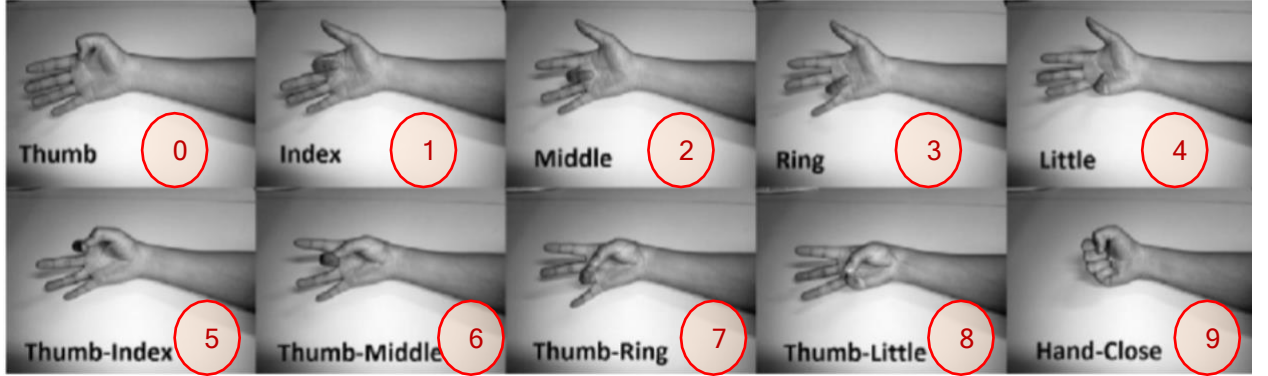 Thumb 0
Index 1
Middle 2
Ring 3
Little 4
Thumb-Index 5
Thumb-Middle 6
Thumb-Ring 7
Thumb-Little 8
Hand-Close 9